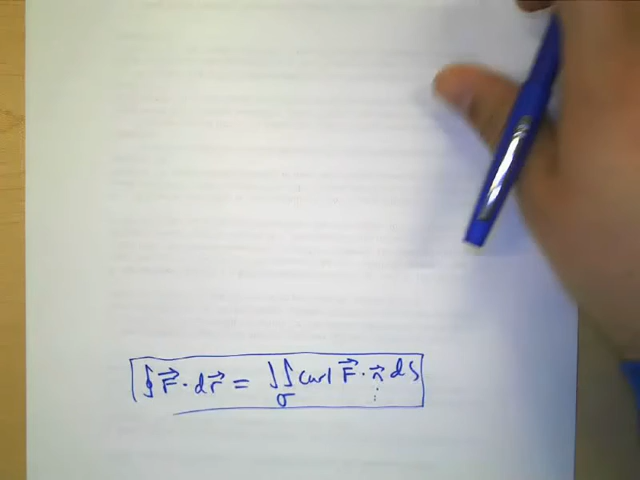 ∮ F⃗ · dr⃗ = ∬_σ curl F⃗ · n⃗ dS